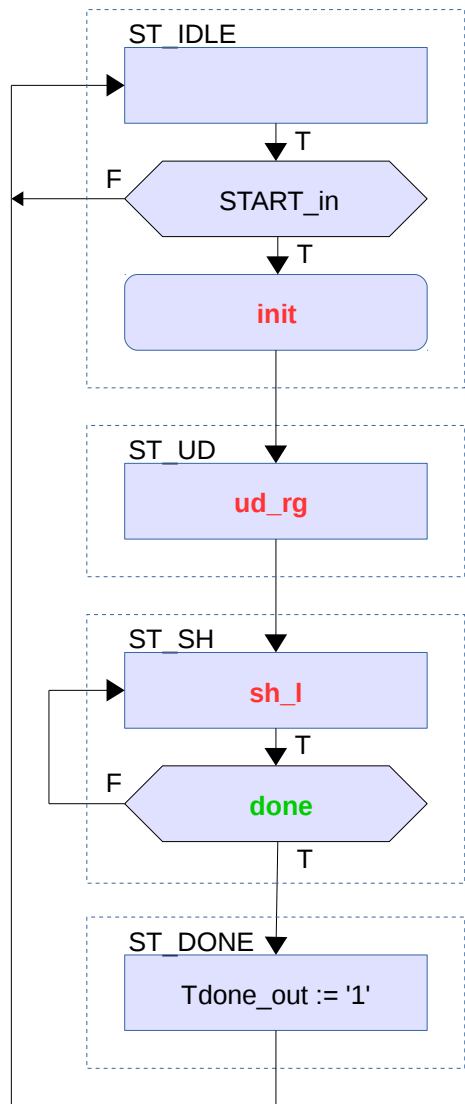 ST_IDLE
T
F
START_in
T
init
ST_UD
ud_rg
ST_SH
sh_l
T
F
done
T
ST_DONE
Tdone_out := '1'